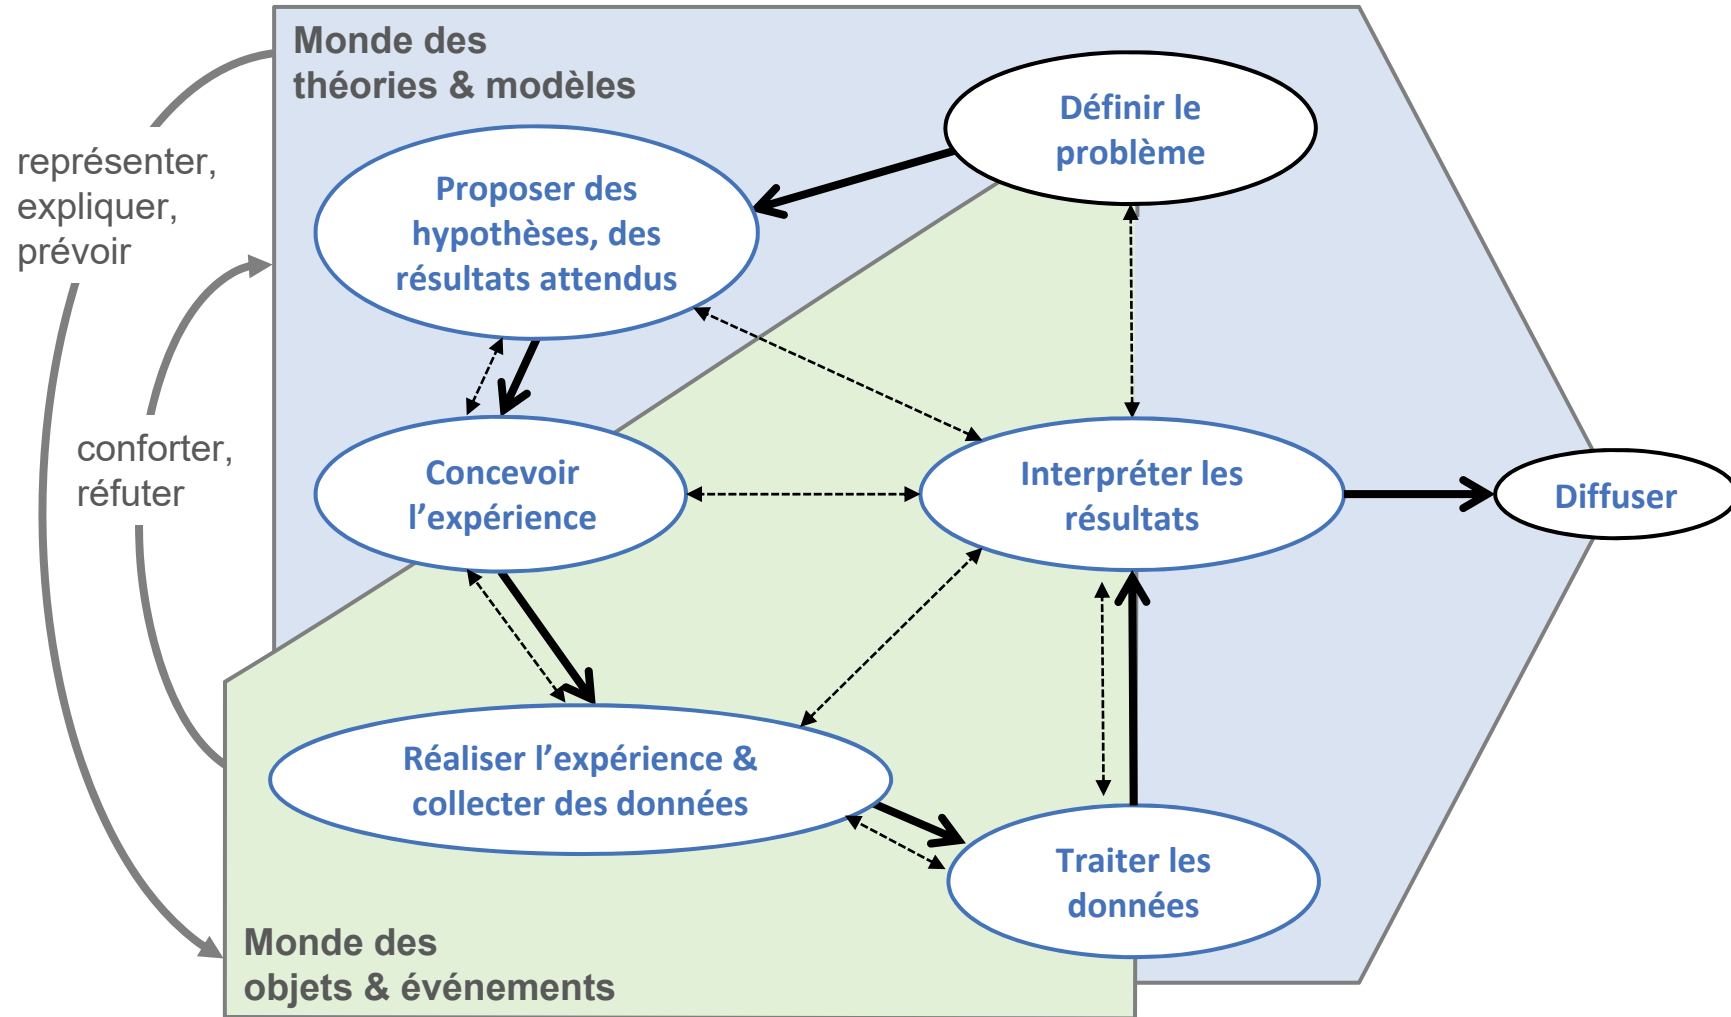 Monde des
théories & modèles
Définir le
problème
représenter,
expliquer,
prévoir
Proposer des
hypothèses, des
résultats attendus
conforter,
réfuter
Concevoir
l’expérience
Interpréter les
résultats
Diffuser
Réaliser l’expérience &
collecter des données
Traiter les
données
Monde des
objets & événements